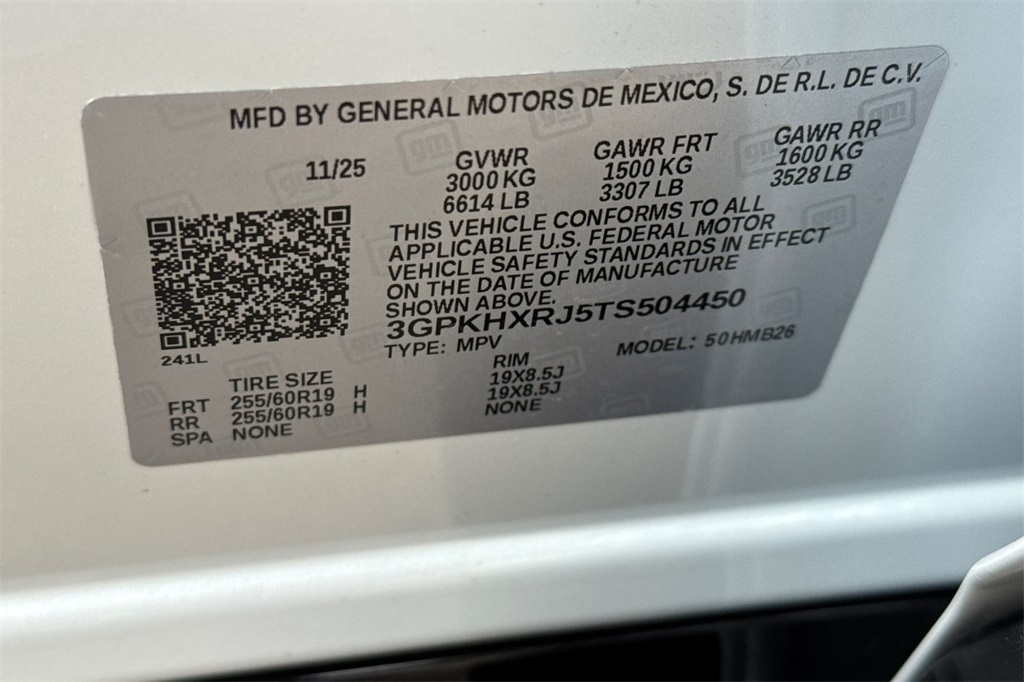 MFD BY GENERAL MOTORS DE MEXICO, S. DE R.L. DE C.V.
11/25 GVWR GAWR FRT GAWR RR
3000 KG 1500 KG 1600 KG
6614 LB 3307 LB 3528 LB
THIS VEHICLE CONFORMS TO ALL
APPLICABLE U.S. FEDERAL MOTOR
VEHICLE SAFETY STANDARDS IN EFFECT
ON THE DATE OF MANUFACTURE
SHOWN ABOVE.
3GPKHXRJ5TS504450
TYPE: MPV MODEL: 50HMB26
241L
TIRE SIZE RIM
FRT 255/60R19 H 19X8.5J
RR 255/60R19 H 19X8.5J
SPA NONE NONE